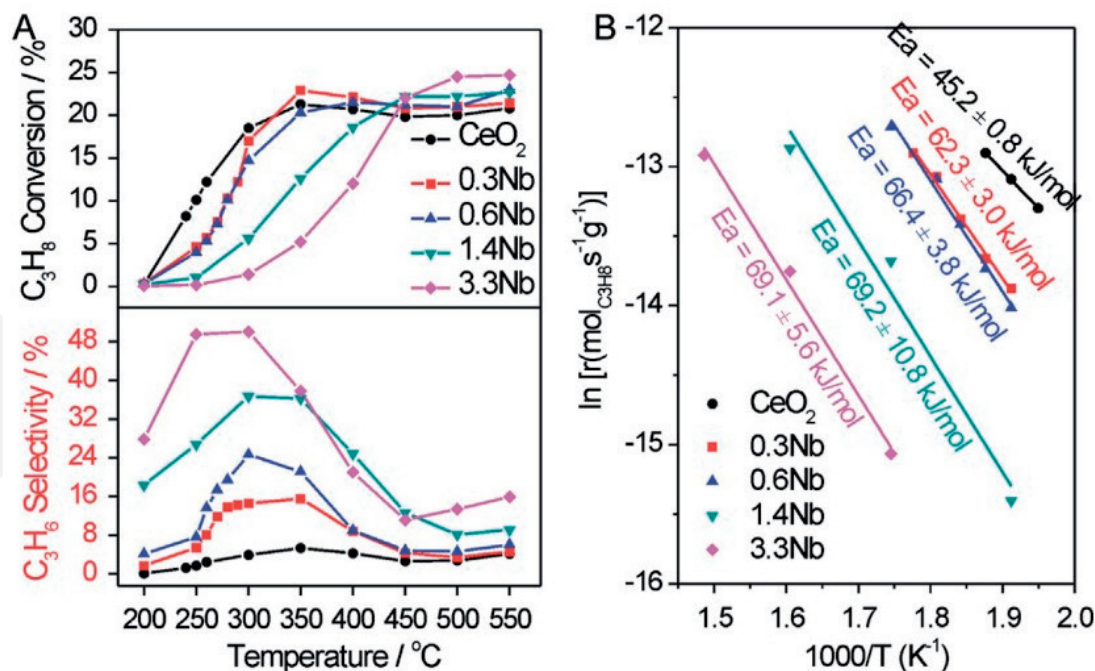 A
C₃H₈ Conversion / %
30
25
20
15
10
5
0
CeO₂
0.3Nb
0.6Nb
1.4Nb
3.3Nb
C₃H₆ Selectivity / %
48
40
32
24
16
8
0
200 250 300 350 400 450 500 550
Temperature / °C
B
ln [r(mol_C3H8 s⁻¹g⁻¹)]
-12
-13
-14
-15
-16
Ea = 45.2 ± 0.8 kJ/mol
Ea = 62.3 ± 3.0 kJ/mol
Ea = 66.4 ± 3.8 kJ/mol
Ea = 69.2 ± 10.8 kJ/mol
Ea = 69.1 ± 5.6 kJ/mol
CeO₂
0.3Nb
0.6Nb
1.4Nb
3.3Nb
1.5 1.6 1.7 1.8 1.9 2.0
1000/T (K⁻¹)